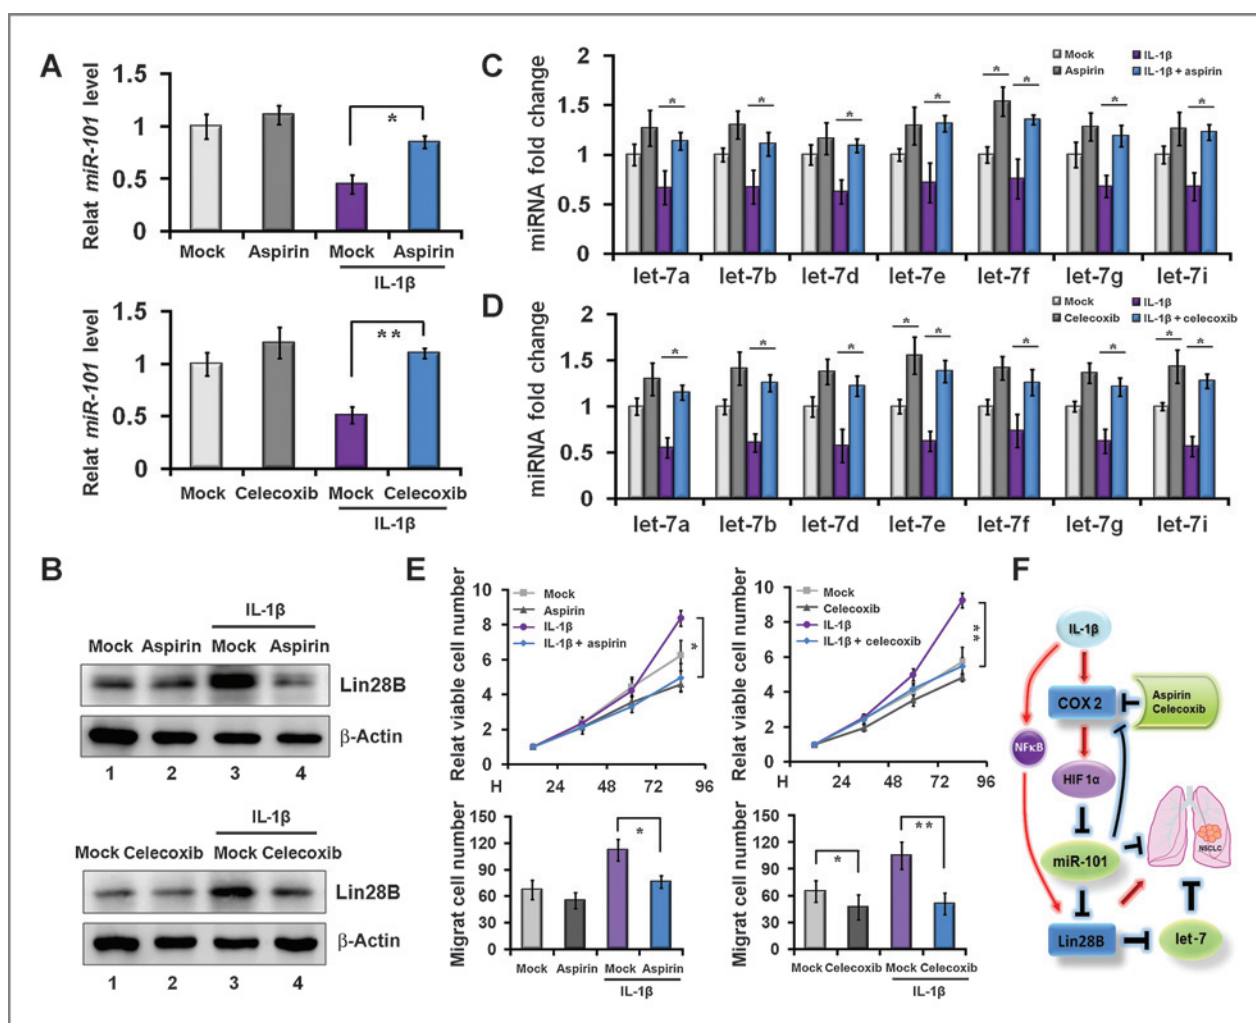 A
Relat miR-101 level
1.5
1
0.5
0
*
Mock Aspirin Mock Aspirin
IL-1β
Relat miR-101 level
1.5
1
0.5
0
**
Mock Celecoxib Mock Celecoxib
IL-1β
C
miRNA fold change
2
1.5
1
0.5
0
Mock IL-1β
Aspirin IL-1β + aspirin
* * * * * * * *
let-7a let-7b let-7d let-7e let-7f let-7g let-7i
D
miRNA fold change
2
1.5
1
0.5
0
Mock IL-1β
Celecoxib IL-1β + celecoxib
* * * * * * * * *
let-7a let-7b let-7d let-7e let-7f let-7g let-7i
B
IL-1β
Mock Aspirin Mock Aspirin
Lin28B
β-Actin
1 2 3 4
IL-1β
Mock Celecoxib Mock Celecoxib
Lin28B
β-Actin
1 2 3 4
E
Relat viable cell number
10
8
6
4
2
0
Mock
Aspirin
IL-1β
IL-1β + aspirin
*
H 24 48 72 96
Relat viable cell number
10
8
6
4
2
0
Mock
Celecoxib
IL-1β
IL-1β + celecoxib
**
H 24 48 72 96
Migrat cell number
150
120
90
60
30
0
*
Mock Aspirin Mock Aspirin
IL-1β
Migrat cell number
150
120
90
60
30
0
* **
Mock Celecoxib Mock Celecoxib
IL-1β
F
IL-1β
COX 2
Aspirin
Celecoxib
NFκB
HIF 1α
NSCLC
miR-101
Lin28B
let-7